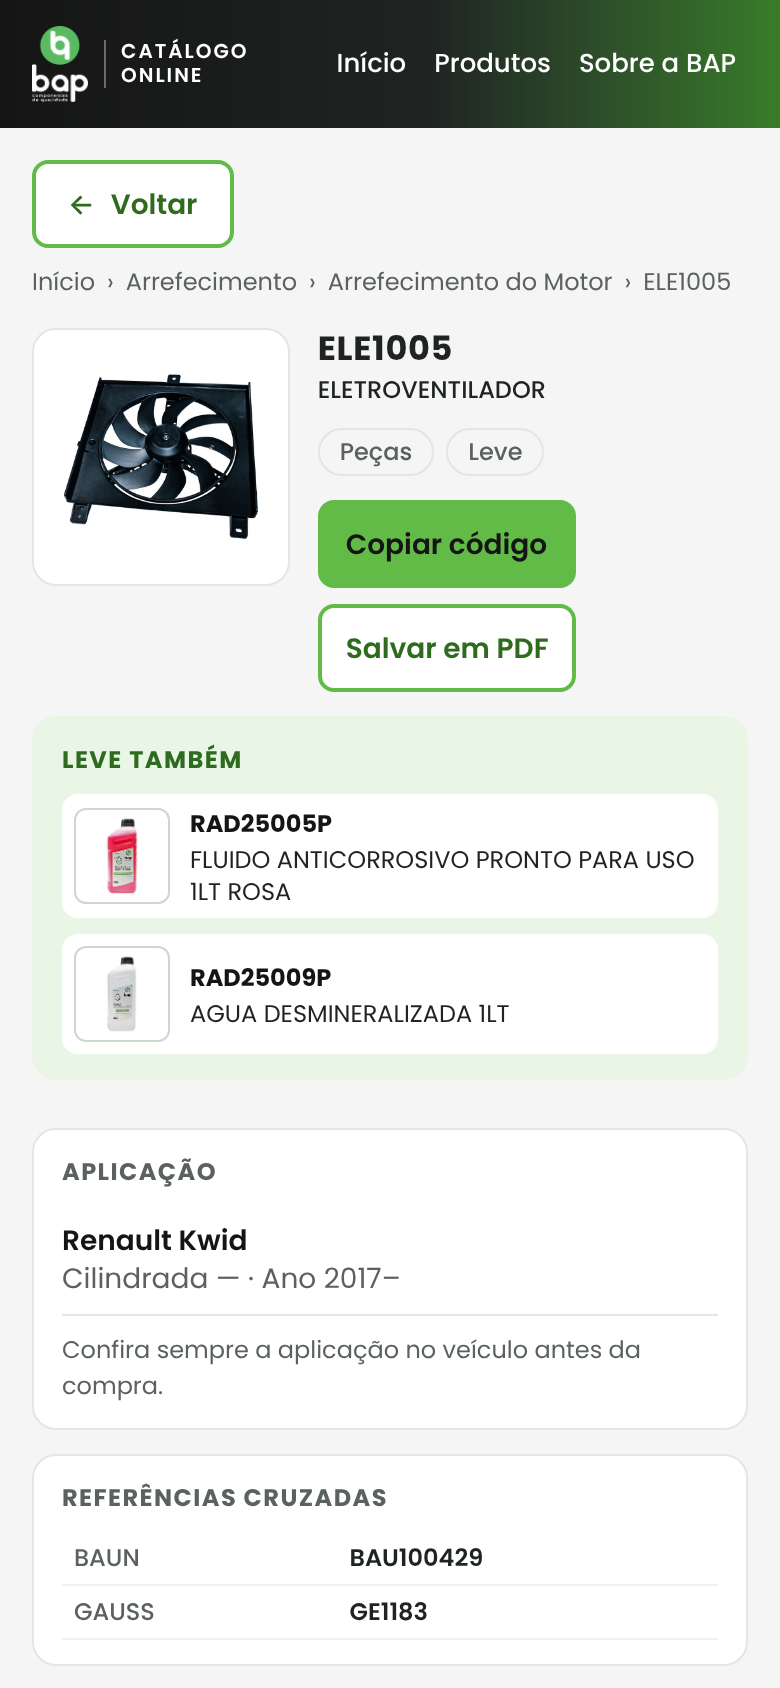 bap
componentes
de qualidade
CATÁLOGO
ONLINE
Início
Produtos
Sobre a BAP
← Voltar
Início › Arrefecimento › Arrefecimento do Motor › ELE1005
ELE1005
ELETROVENTILADOR
Peças
Leve
Copiar código
Salvar em PDF
LEVE TAMBÉM
RAD25005P
FLUIDO ANTICORROSIVO PRONTO PARA USO
1LT ROSA
RAD25009P
AGUA DESMINERALIZADA 1LT
APLICAÇÃO
Renault Kwid
Cilindrada — · Ano 2017–
Confira sempre a aplicação no veículo antes da
compra.
REFERÊNCIAS CRUZADAS
BAUN BAU100429
GAUSS GE1183